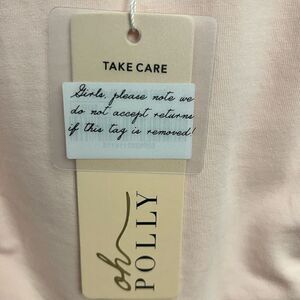 TAKE CARE
Girls, please note we
do not accept returns
if this tag is removed!
oh
POLLY